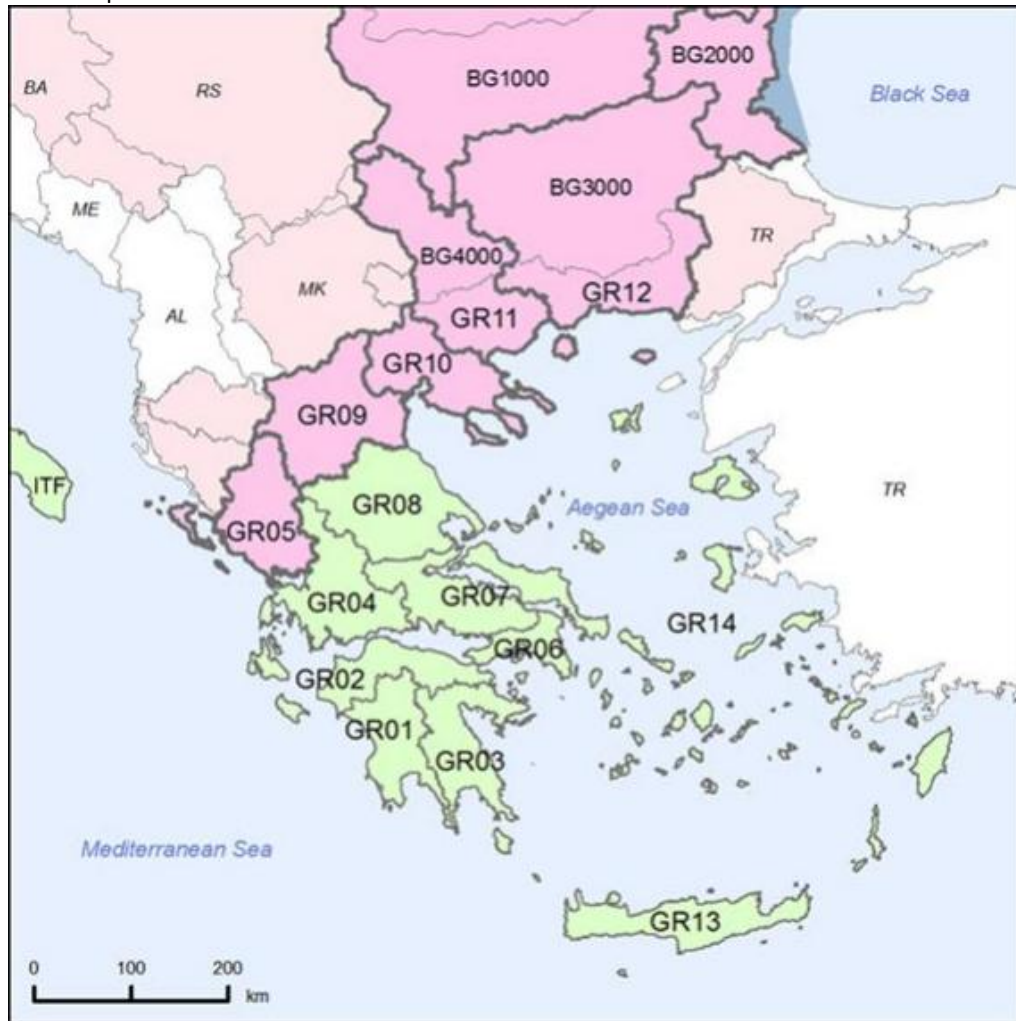 BG2000
BG1000
BA
RS
Black Sea
BG3000
ME
TR
BG4000
MK
GR12
AL
GR11
GR10
GR09
ITF
GR08
TR
Aegean Sea
GR05
GR04
GR07
GR14
GR06
GR02
GR01
GR03
Mediterranean Sea
GR13
0 100 200
km